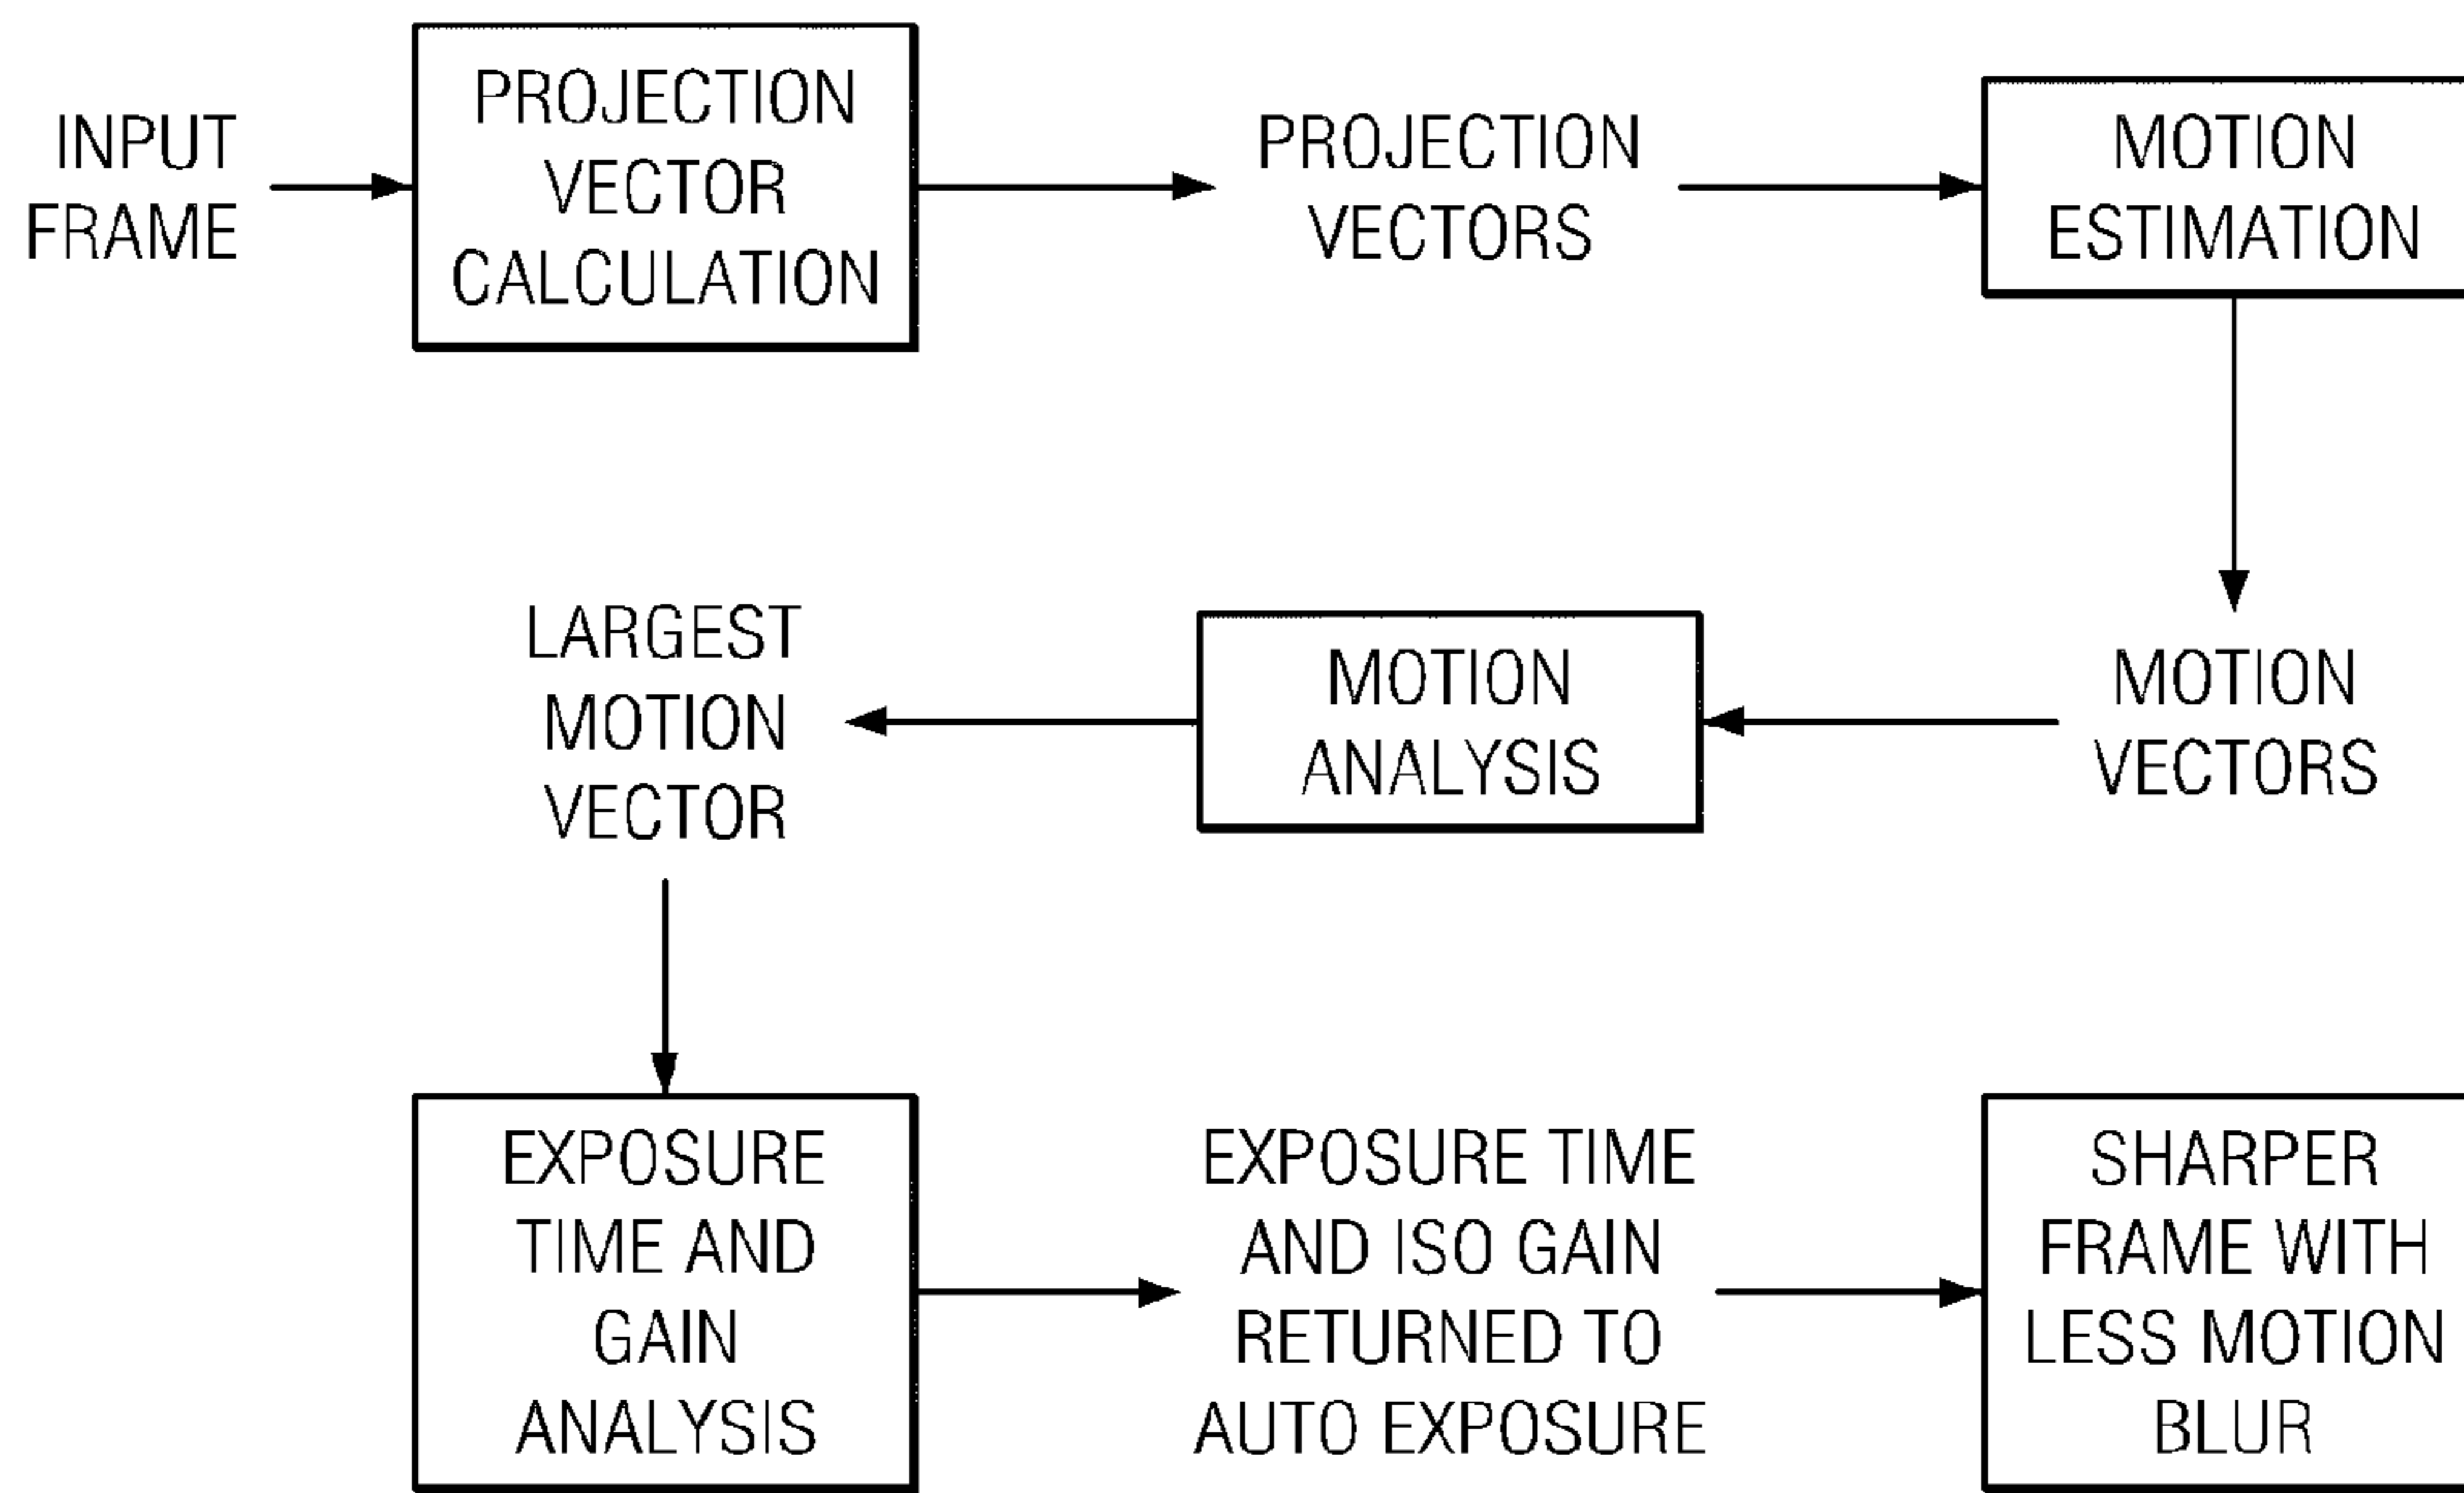 INPUT
FRAME
PROJECTION
VECTOR
CALCULATION
PROJECTION
VECTORS
MOTION
ESTIMATION
MOTION
VECTORS
MOTION
ANALYSIS
LARGEST
MOTION
VECTOR
EXPOSURE
TIME AND
GAIN
ANALYSIS
EXPOSURE TIME
AND ISO GAIN
RETURNED TO
AUTO EXPOSURE
SHARPER
FRAME WITH
LESS MOTION
BLUR